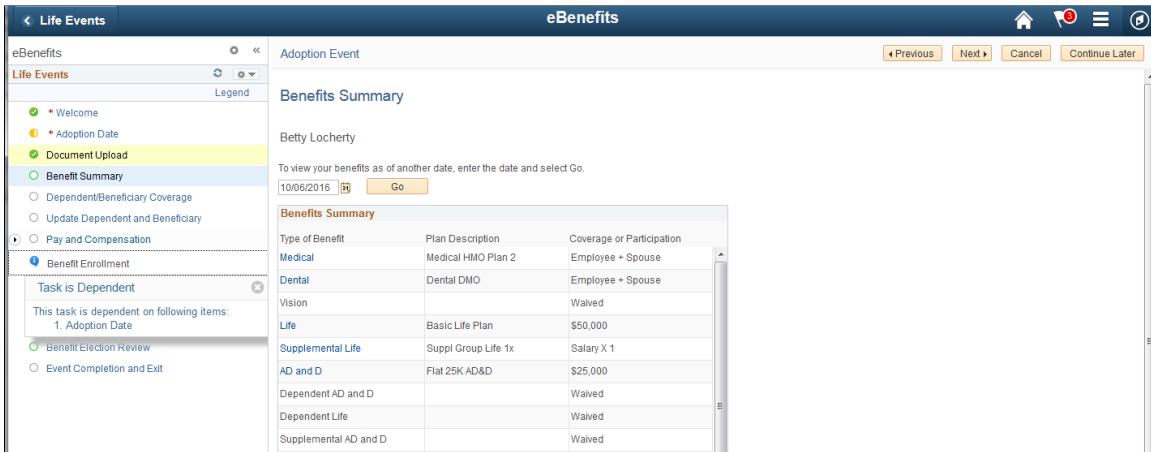 Life Events
eBenefits
3
eBenefits
«
Life Events
Legend
* Welcome
* Adoption Date
Document Upload
Benefit Summary
Dependent/Beneficiary Coverage
Update Dependent and Beneficiary
Pay and Compensation
Benefit Enrollment
Task is Dependent
This task is dependent on following items:
1. Adoption Date
Benefit Election Review
Event Completion and Exit
Adoption Event
Previous Next Cancel Continue Later
Benefits Summary
Betty Locherty
To view your benefits as of another date, enter the date and select Go.
10/06/2016 31 Go
Benefits Summary
Type of Benefit Plan Description Coverage or Participation
Medical Medical HMO Plan 2 Employee + Spouse
Dental Dental DMO Employee + Spouse
Vision Waived
Life Basic Life Plan $50,000
Supplemental Life Suppl Group Life 1x Salary X 1
AD and D Flat 25K AD&D $25,000
Dependent AD and D Waived
Dependent Life Waived
Supplemental AD and D Waived